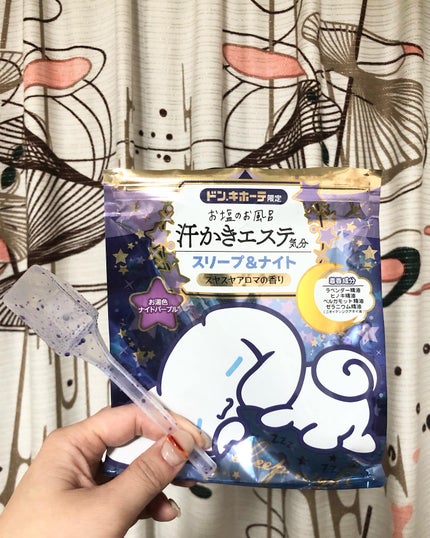 ドン.キホーテ限定
お塩のお風呂
汗かきエステ気分
スリープ&ナイト
スヤスヤアロマの香り
お湯色
ナイトパープル
ラベンダー精油
ヒノキ精油
ベルガモット精油
ゼラニウム精油
zzz